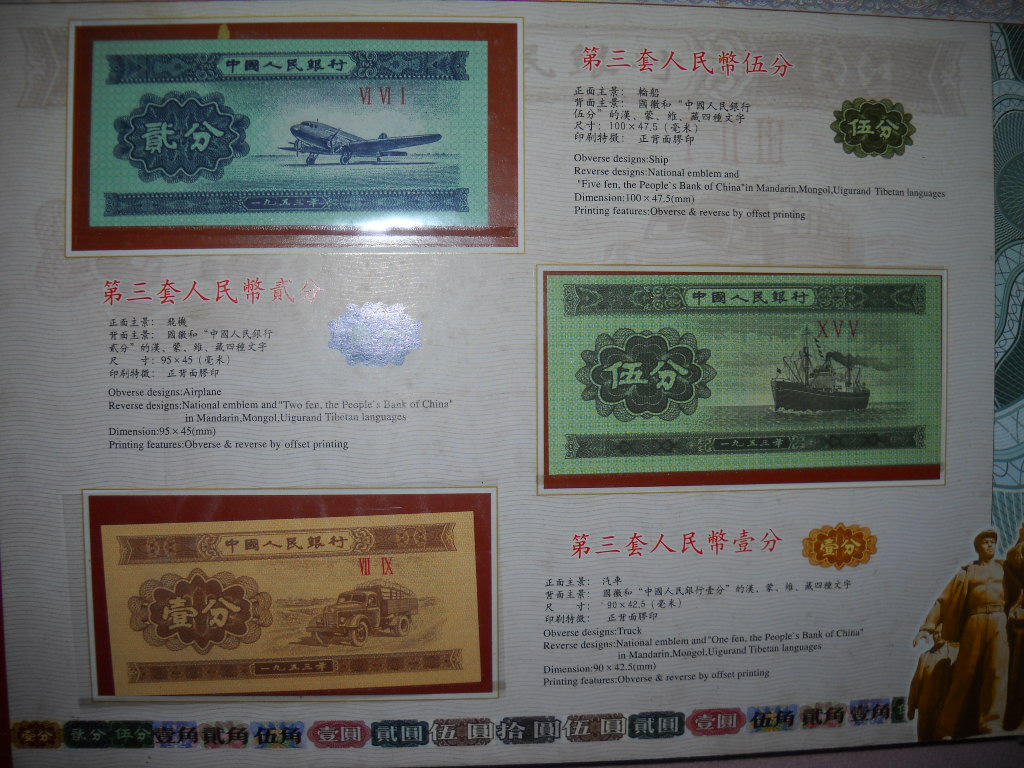 中國人民銀行
VI VI I
貳分
一九五三年
第三套人民幣伍分
正面主景： 輪船
背面主景： 國徽和“中國人民銀行
伍分”的漢、蒙、維、藏四種文字
尺寸：100×47.5（毫米）
印刷特徵： 正背面膠印
伍分
Obverse designs:Ship
Reverse designs:National emblem and
"Five fen, the People's Bank of China"in Mandarin,Mongol,Uigurand Tibetan languages
Dimension:100×47.5(mm)
Printing features:Obverse & reverse by offset printing
第三套人民幣貳分
正面主景： 飛機
背面主景： 國徽和“中國人民銀行
貳分”的漢、蒙、維、藏四種文字
尺 寸：95×45（毫米）
印刷特徵： 正背面膠印
Obverse designs:Airplane
Reverse designs:National emblem and "Two fen, the People's Bank of China"
in Mandarin,Mongol,Uigurand Tibetan languages
Dimension:95×45(mm)
Printing features:Obverse & reverse by offset printing
中國人民銀行
XVV
伍分
一九五三年
中國人民銀行
VII IX
壹分
一九五三年
第三套人民幣壹分
壹分
正面主景： 汽車
背面主景： 國徽和“中國人民銀行壹分”的漢、蒙、維、藏四種文字
尺 寸： 90×42.5（毫米）
印刷特徵： 正背面膠印
Obverse designs:Truck
Reverse designs:National emblem and "One fen, the People's Bank of China"
in Mandarin,Mongol,Uigurand Tibetan languages
Dimension:90×42.5(mm)
Printing features:Obverse & reverse by offset printing
壹分 貳分 伍分 壹角 貳角 伍角 壹圓 貳圓 伍圓 拾圓 伍圓 貳圓 壹圓 伍角 貳角 壹角